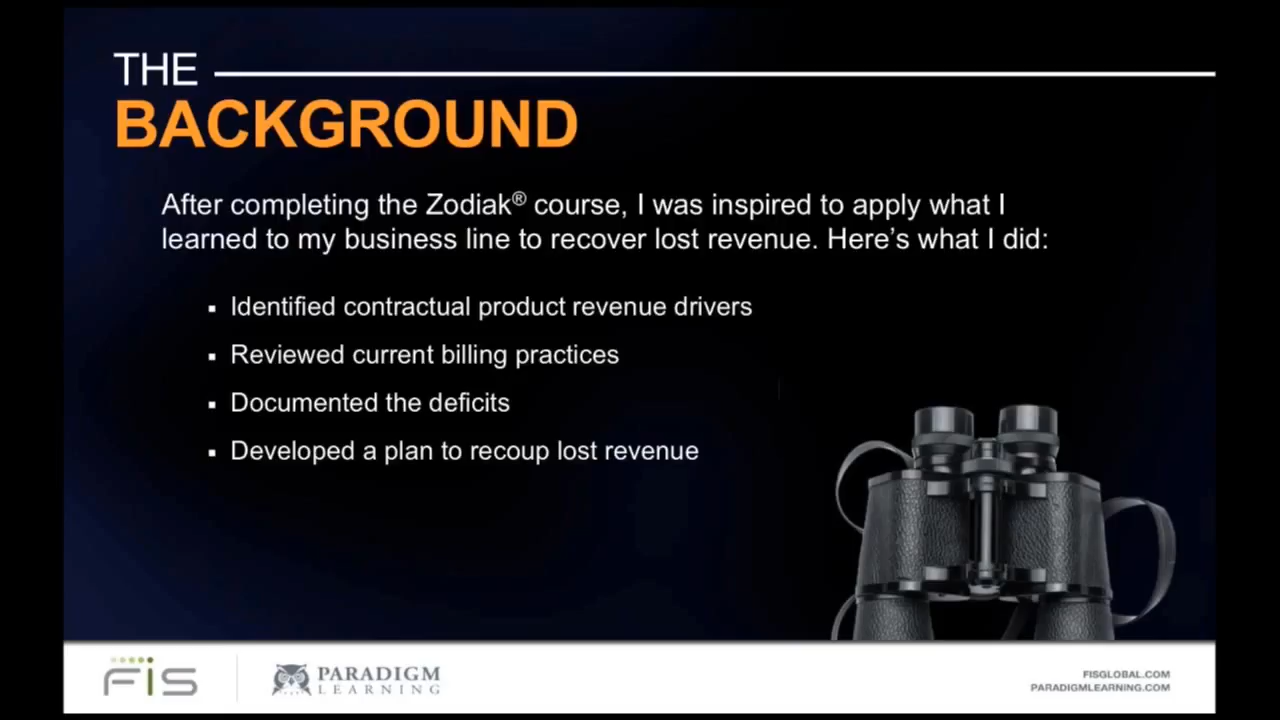 THE
BACKGROUND
After completing the Zodiak® course, I was inspired to apply what I
learned to my business line to recover lost revenue. Here’s what I did:
▪ Identified contractual product revenue drivers
▪ Reviewed current billing practices
▪ Documented the deficits
▪ Developed a plan to recoup lost revenue
FIS
PARADIGM
LEARNING
FISGLOBAL.COM
PARADIGMLEARNING.COM